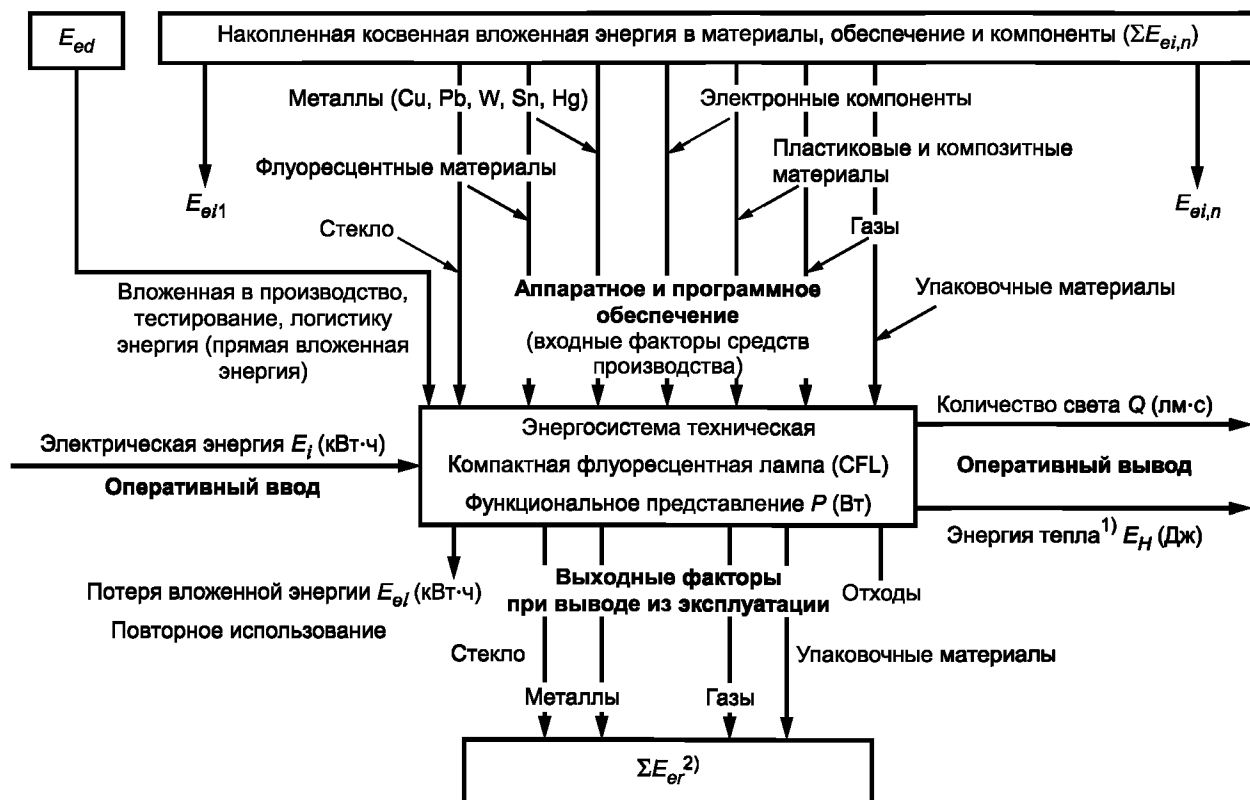 E_ed
Накопленная косвенная вложенная энергия в материалы, обеспечение и компоненты (ΣE_ei,n)
Металлы (Cu, Pb, W, Sn, Hg)
Электронные компоненты
Флуоресцентные материалы
Пластиковые и композитные
материалы
E_ei1
E_ei,n
Стекло
Газы
Вложенная в производство,
тестирование, логистику
энергия (прямая вложенная
энергия)
Аппаратное и программное
обеспечение
(входные факторы средств
производства)
Упаковочные материалы
Электрическая энергия E_i (кВт·ч)
Оперативный ввод
Энергосистема техническая
Компактная флуоресцентная лампа (CFL)
Функциональное представление P (Вт)
Количество света Q (лм·с)
Оперативный вывод
Энергия тепла¹⁾ E_H (Дж)
Потеря вложенной энергии E_el (кВт·ч)
Повторное использование
Выходные факторы
при выводе из эксплуатации
Отходы
Стекло
Упаковочные материалы
Металлы
Газы
ΣE_er²⁾